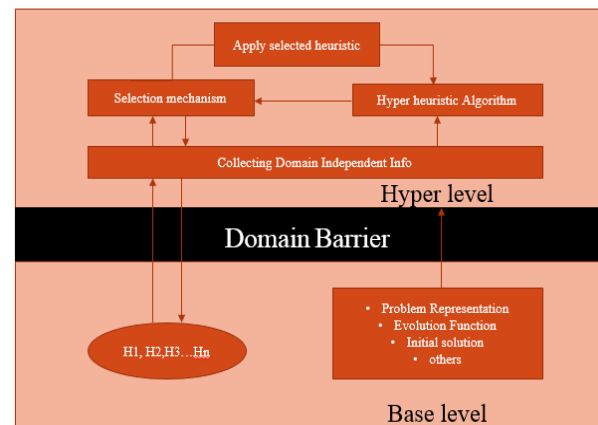 Apply selected heuristic
Selection mechanism
Hyper heuristic Algorithm
Collecting Domain Independent Info
Hyper level
Domain Barrier
• Problem Representation
• Evolution Function
• Initial solution
• others
H1, H2,H3…Hn
Base level